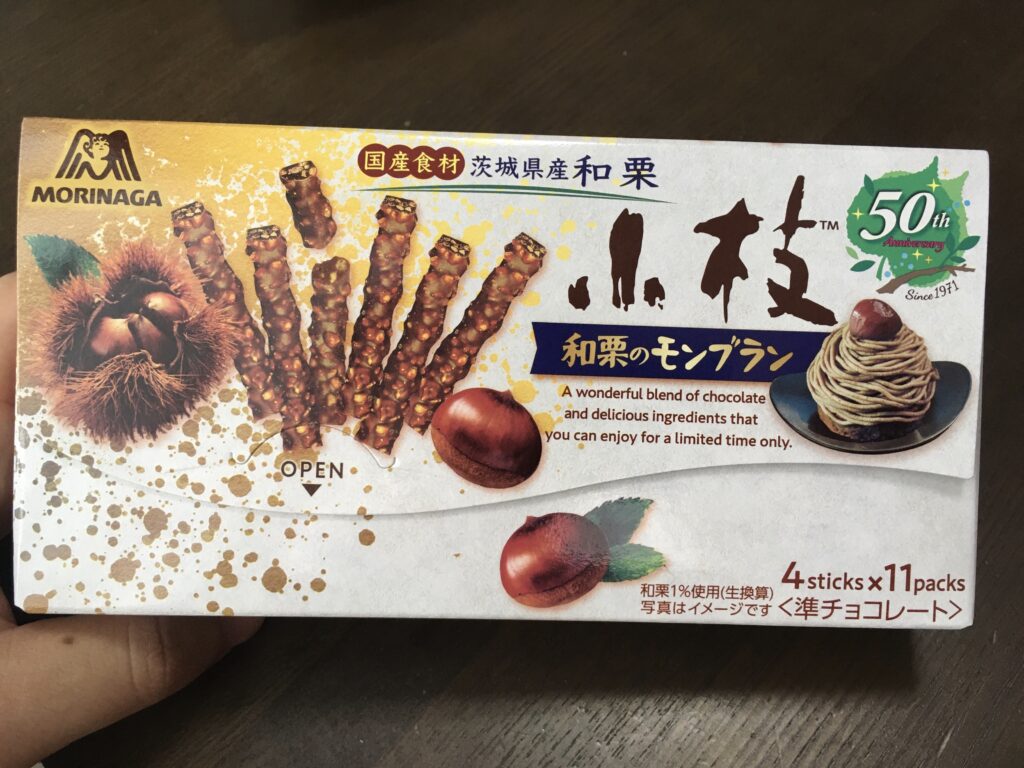 MORINAGA
国産食材 茨城県産 和栗
小枝™
50th
Anniversary
Since 1971
和栗のモンブラン
A wonderful blend of chocolate
and delicious ingredients that
you can enjoy for a limited time only.
OPEN
和栗1%使用(生換算)
写真はイメージです
4sticks×11packs
<準チョコレート>